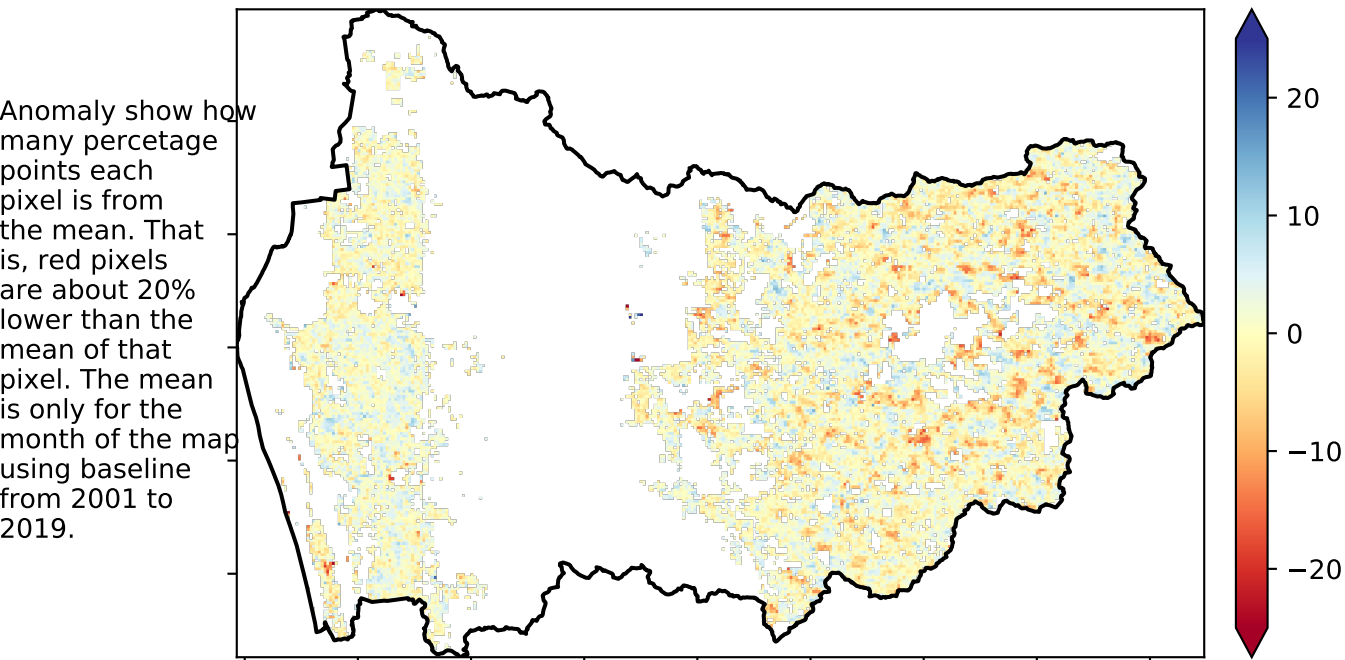 Anomaly show how
many percetage
points each
pixel is from
the mean. That
is, red pixels
are about 20%
lower than the
mean of that
pixel. The mean
is only for the
month of the map
using baseline
from 2001 to
2019.
20
10
0
−10
−20